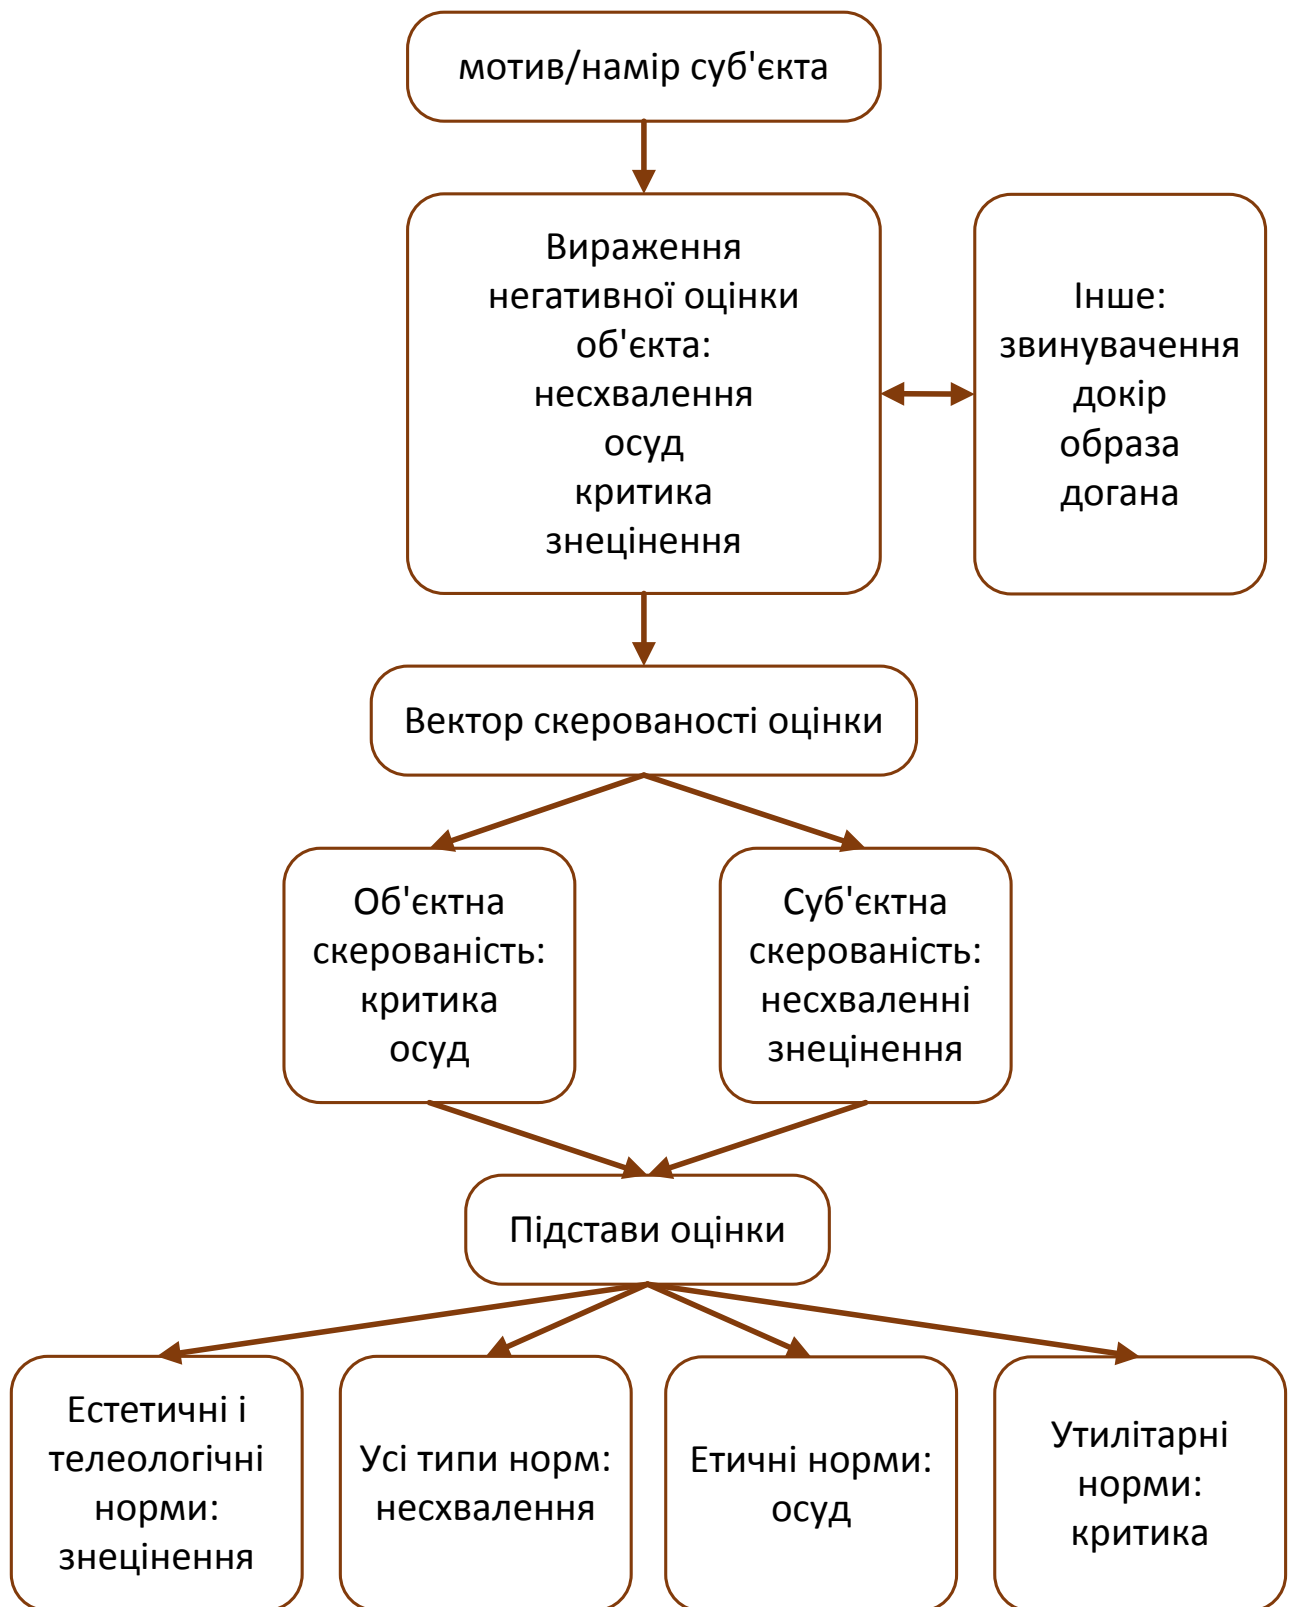 мотив/намір суб'єкта
Вираження
негативної оцінки
об'єкта:
несхвалення
осуд
критика
знецінення
Інше:
звинувачення
докір
образа
догана
Вектор скерованості оцінки
Об'єктна
скерованість:
критика
осуд
Суб'єктна
скерованість:
несхваленні
знецінення
Підстави оцінки
Естетичні і
телеологічні
норми:
знецінення
Усі типи норм:
несхвалення
Етичні норми:
осуд
Утилітарні
норми:
критика